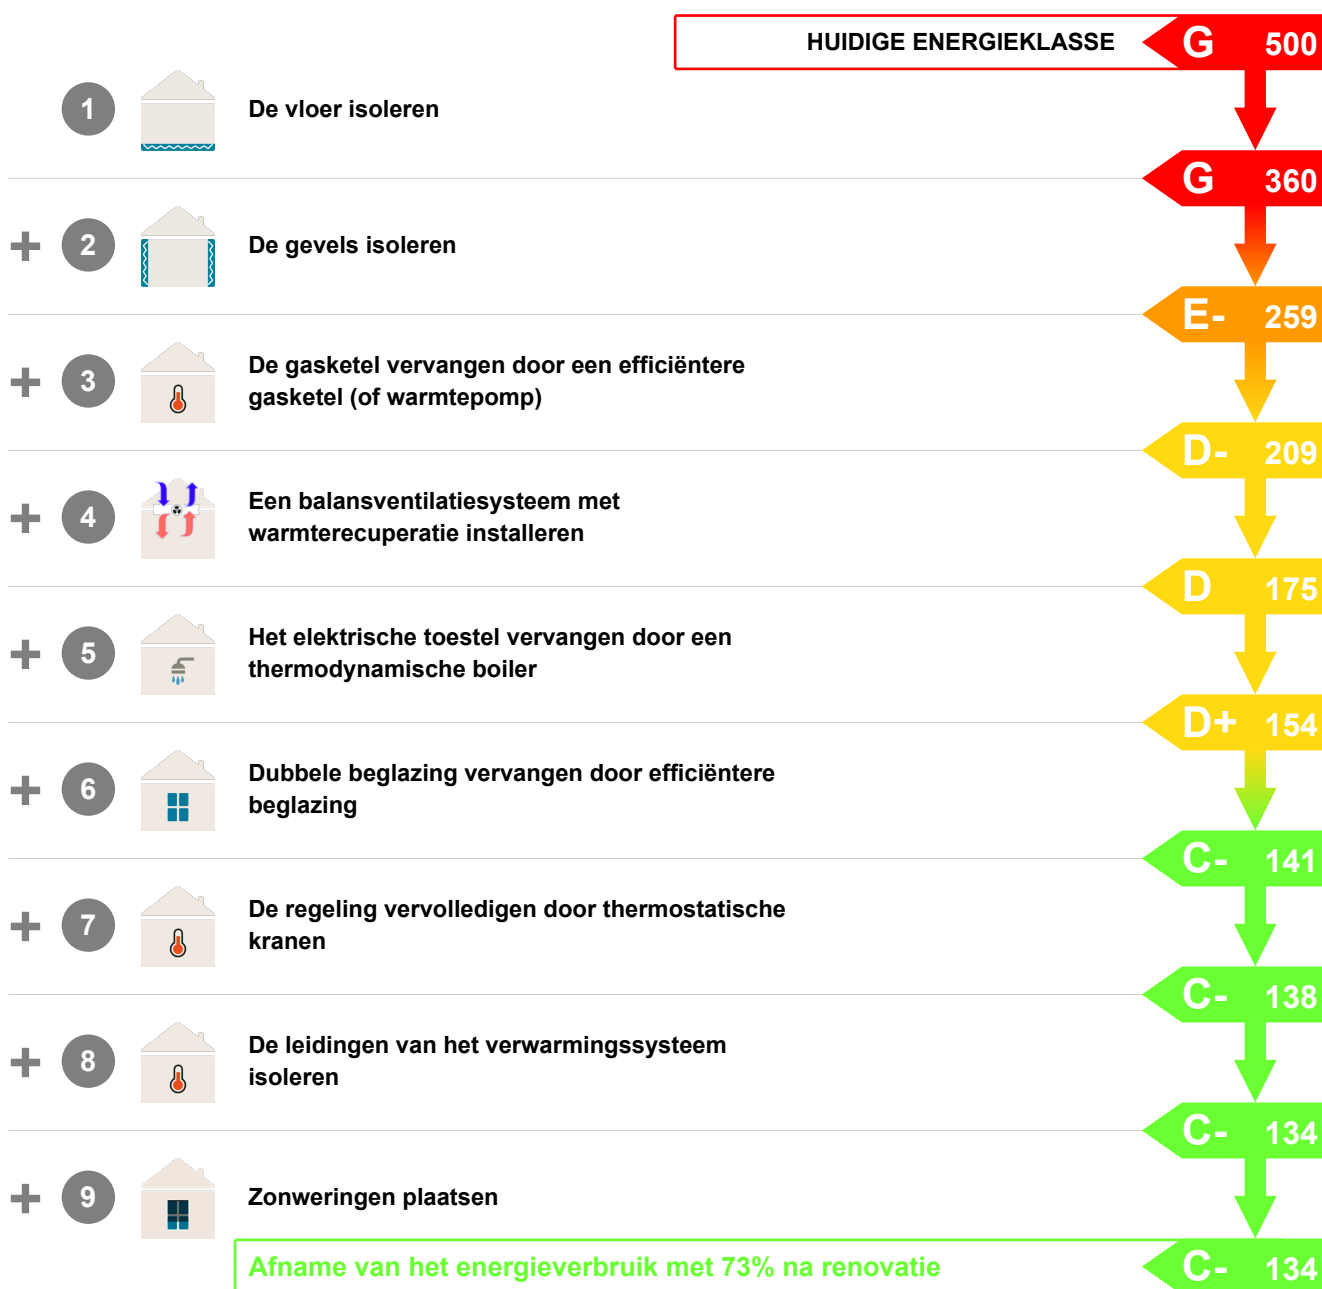 HUIDIGE ENERGIEKLASSE G 500
1 De vloer isoleren
G 360
+ 2 De gevels isoleren
E- 259
+ 3 De gasketel vervangen door een efficiëntere
gasketel (of warmtepomp)
D- 209
+ 4 Een balansventilatiesysteem met
warmterecuperatie installeren
D 175
+ 5 Het elektrische toestel vervangen door een
thermodynamische boiler
D+ 154
+ 6 Dubbele beglazing vervangen door efficiëntere
beglazing
C- 141
+ 7 De regeling vervolledigen door thermostatische
kranen
C- 138
+ 8 De leidingen van het verwarmingssysteem
isoleren
C- 134
+ 9 Zonweringen plaatsen
Afname van het energieverbruik met 73% na renovatie C- 134